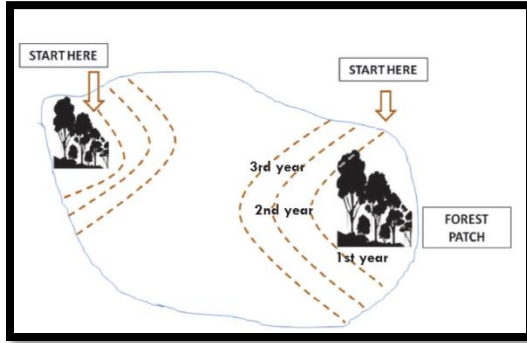 START HERE
START HERE
3rd year
2nd year
FOREST
PATCH
1st year